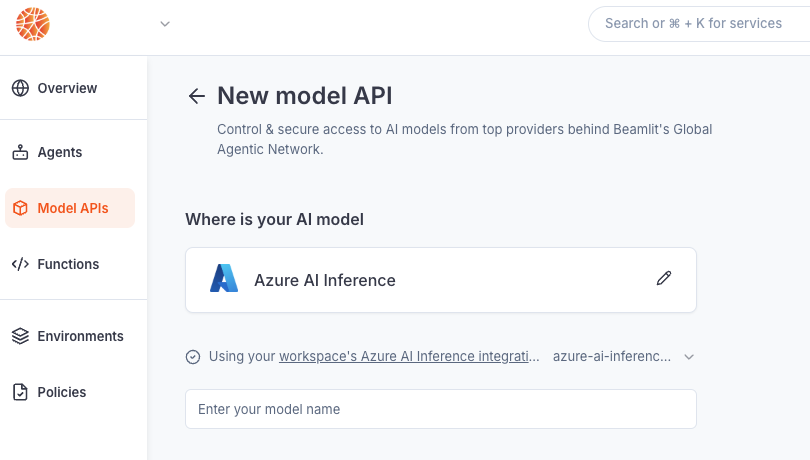 Search or ⌘ + K for services
Overview
Agents
Model APIs
Functions
Environments
Policies
New model API
Control & secure access to AI models from top providers behind Beamlit's Global
Agentic Network.
Where is your AI model
Azure AI Inference
Using your workspace's Azure AI Inference integrati... azure-ai-inferenc...
Enter your model name